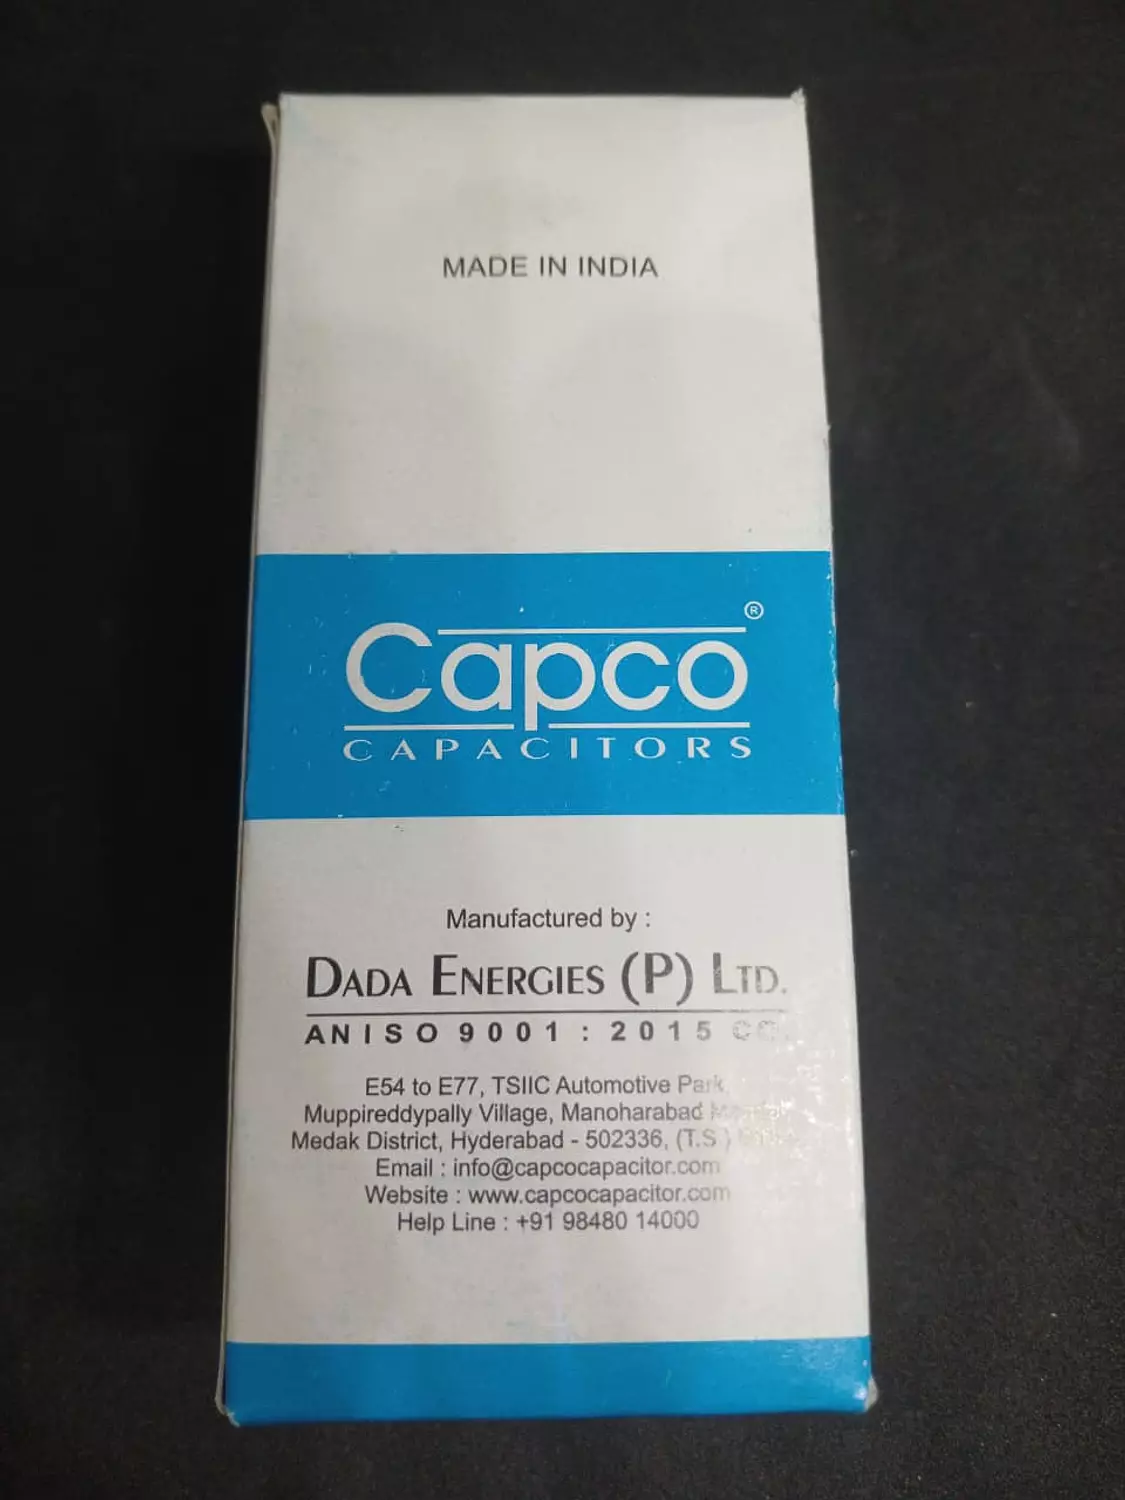 MADE IN INDIA
Capco®
CAPACITORS
Manufactured by :
DADA ENERGIES (P) LTD.
AN ISO 9001 : 2015 CO.
E54 to E77, TSIIC Automotive Park,
Muppireddypally Village, Manoharabad
Medak District, Hyderabad - 502336, (T.S.)
Email : info@capcocapacitor.com
Website : www.capcocapacitor.com
Help Line : +91 98480 14000